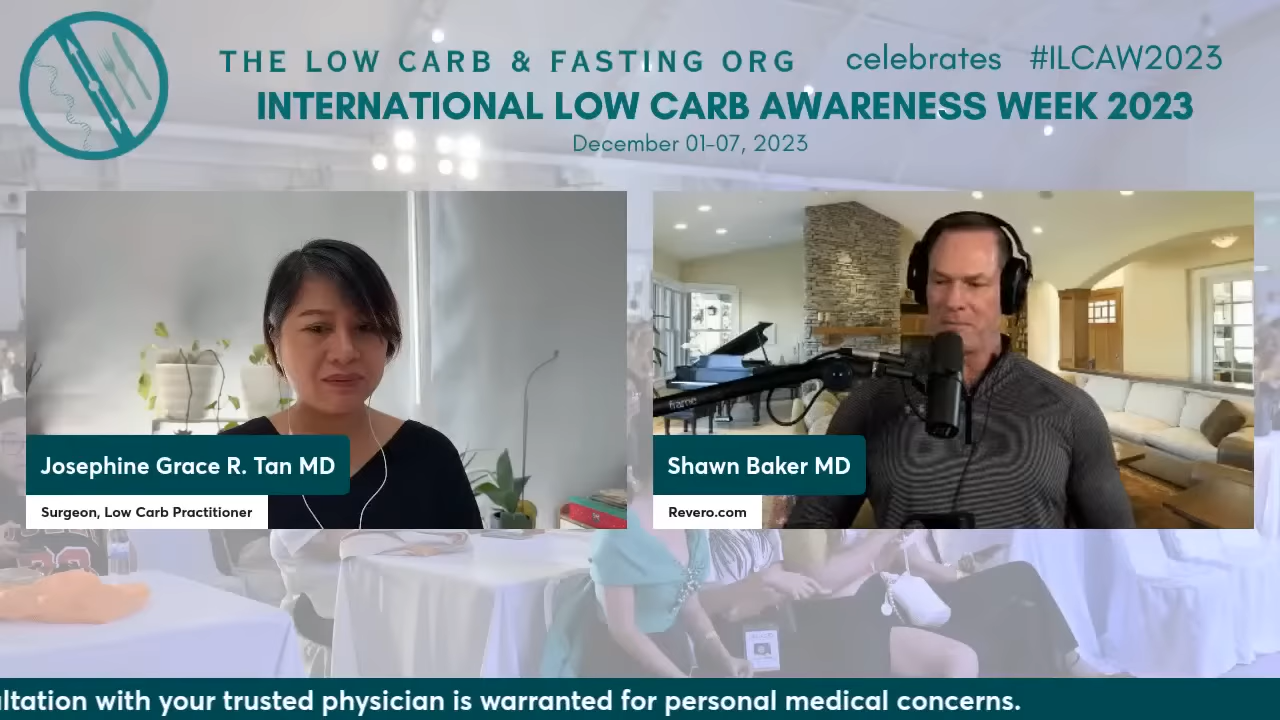 THE LOW CARB & FASTING ORG celebrates #ILCAW2023
INTERNATIONAL LOW CARB AWARENESS WEEK 2023
December 01-07, 2023
frame
Josephine Grace R. Tan MD
Surgeon, Low Carb Practitioner
Shawn Baker MD
Revero.com
ultation with your trusted physician is warranted for personal medical concerns.